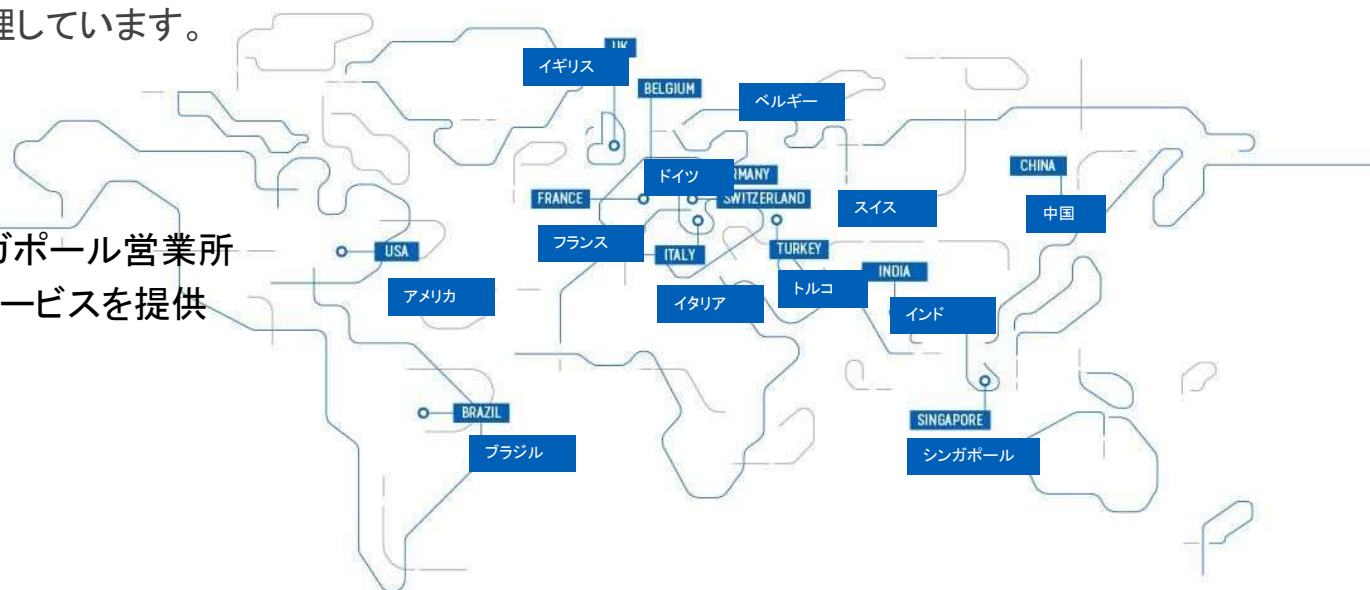 理しています。
UK
イギリス
BELGIUM
ベルギー
ドイツ
RMANY
CHINA
FRANCE
SWITZERLAND
スイス
中国
フランス
ガポール営業所
USA
ITALY
TURKEY
INDIA
アメリカ
イタリア
トルコ
インド
ービスを提供
BRAZIL
SINGAPORE
ブラジル
シンガポール